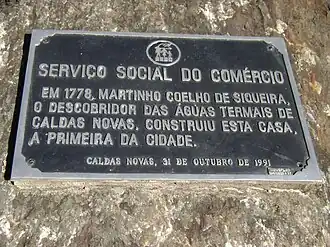 SERVIÇO SOCIAL DO COMÉRCIO
EM 1778, MARTINHO COELHO DE SIQUEIRA,
O DESCOBRIDOR DAS ÁGUAS TERMAIS DE
CALDAS NOVAS, CONSTRUIU ESTA CASA,
A PRIMEIRA DA CIDADE.
CALDAS NOVAS, 31 DE OUTUBRO DE 1991